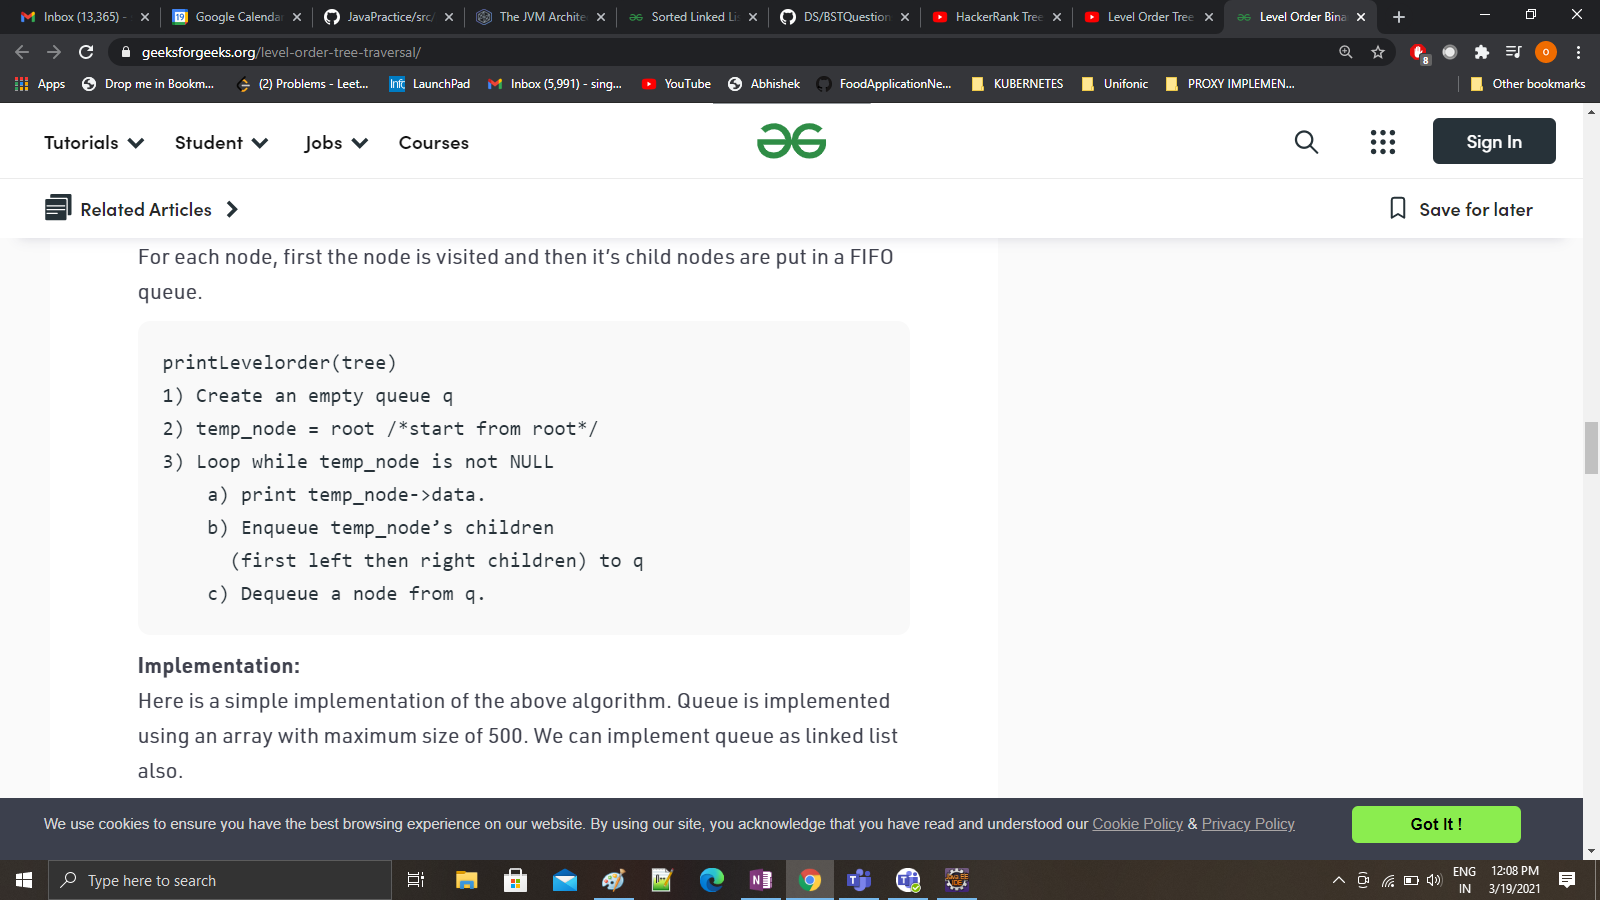 Inbox (13,365) -
Google Calendar
JavaPractice/src/
The JVM Archite
Sorted Linked Lis
DS/BSTQuestion
HackerRank Tree
Level Order Tree
Level Order Bina
geeksforgeeks.org/level-order-tree-traversal/
8
O
Apps
Drop me in Bookm...
(2) Problems - Leet...
LaunchPad
Inbox (5,991) - sing...
YouTube
Abhishek
FoodApplicationNe...
KUBERNETES
Unifonic
PROXY IMPLEMEN...
Other bookmarks
Tutorials
Student
Jobs
Courses
Sign In
Related Articles
Save for later
For each node, first the node is visited and then it’s child nodes are put in a FIFO
queue.
printLevelorder(tree)
1) Create an empty queue q
2) temp_node = root /*start from root*/
3) Loop while temp_node is not NULL
a) print temp_node->data.
b) Enqueue temp_node’s children
(first left then right children) to q
c) Dequeue a node from q.
Implementation:
Here is a simple implementation of the above algorithm. Queue is implemented
using an array with maximum size of 500. We can implement queue as linked list
also.
We use cookies to ensure you have the best browsing experience on our website. By using our site, you acknowledge that you have read and understood our Cookie Policy & Privacy Policy
Got It !
Type here to search
ENG
IN
12:08 PM
3/19/2021